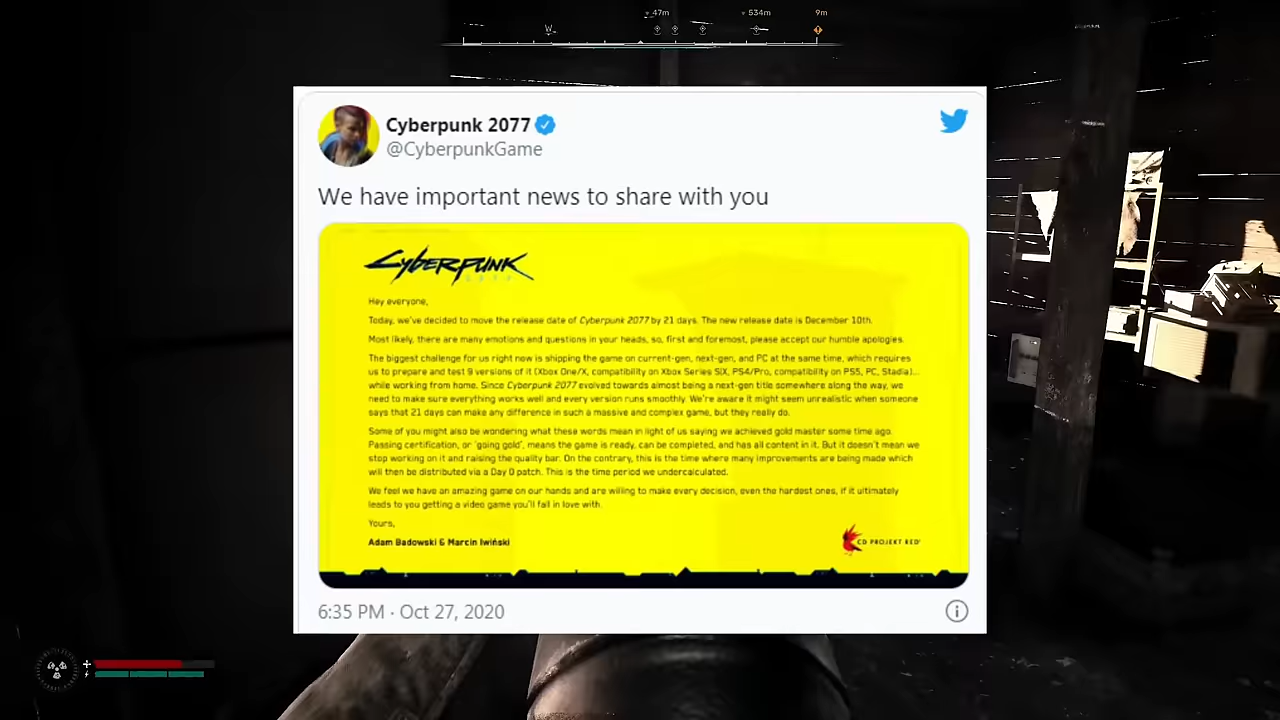 47m
534m
9m
W
Cyberpunk 2077
@CyberpunkGame
We have important news to share with you
Cyberpunk
2077
Hey everyone,
Today, we've decided to move the release date of Cyberpunk 2077 by 21 days. The new release date is December 10th.
Most likely, there are many emotions and questions in your heads, so, first and foremost, please accept our humble apologies.
The biggest challenge for us right now is shipping the game on current-gen, next-gen, and PC at the same time, which requires
us to prepare and test 9 versions of it (Xbox One/X, compatibility on Xbox Series S|X, PS4/Pro, compatibility on PS5, PC, Stadia)...
while working from home. Since Cyberpunk 2077 evolved towards almost being a next-gen title somewhere along the way, we
need to make sure everything works well and every version runs smoothly. We're aware it might seem unrealistic when someone
says that 21 days can make any difference in such a massive and complex game, but they really do.
Some of you might also be wondering what these words mean in light of us saying we achieved gold master some time ago.
Passing certification, or 'going gold', means the game is ready, can be completed, and has all content in it. But it doesn't mean we
stop working on it and raising the quality bar. On the contrary, this is the time where many improvements are being made which
will then be distributed via a Day 0 patch. This is the time period we undercalculated.
We feel we have an amazing game on our hands and are willing to make every decision, even the hardest ones, if it ultimately
leads to you getting a video game you'll fall in love with.
Yours,
Adam Badowski & Marcin Iwiński
CD PROJEKT RED
6:35 PM · Oct 27, 2020